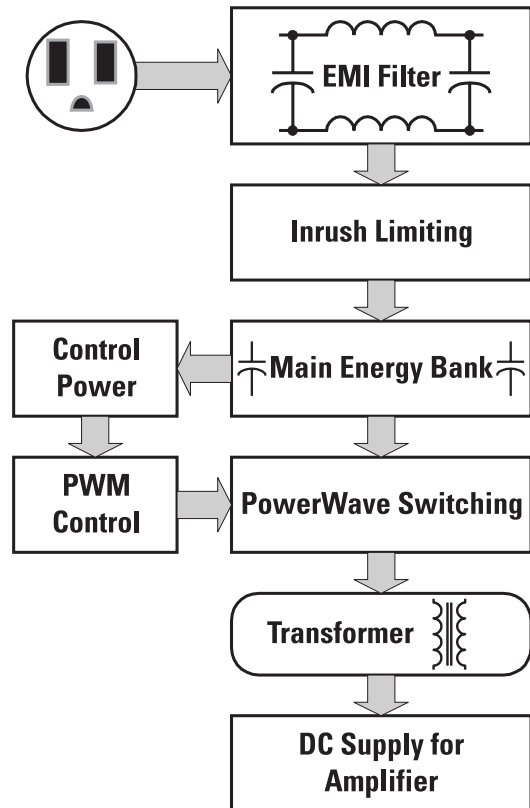 EMI Filter
Inrush Limiting
Main Energy Bank
Control
Power
PWM
Control
PowerWave Switching
Transformer
DC Supply for
Amplifier